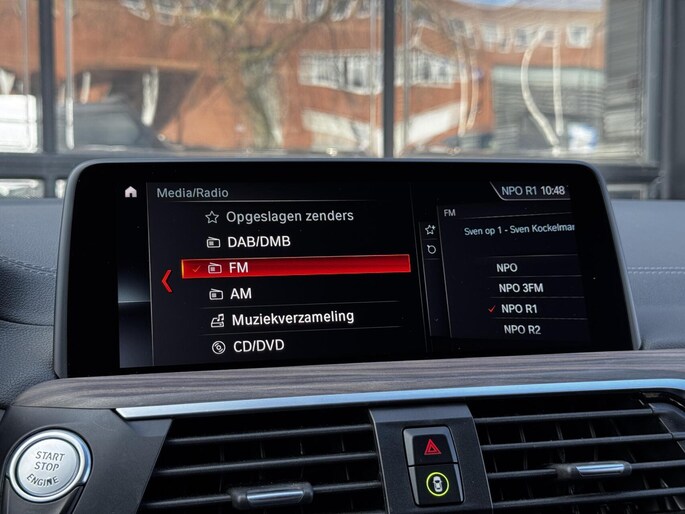 Media/Radio
NPO R1 10:48
Opgeslagen zenders
DAB/DMB
FM
AM
Muziekverzameling
CD/DVD
FM
Sven op 1 - Sven Kockelmar
NPO
NPO 3FM
NPO R1
NPO R2
START
STOP
ENGINE